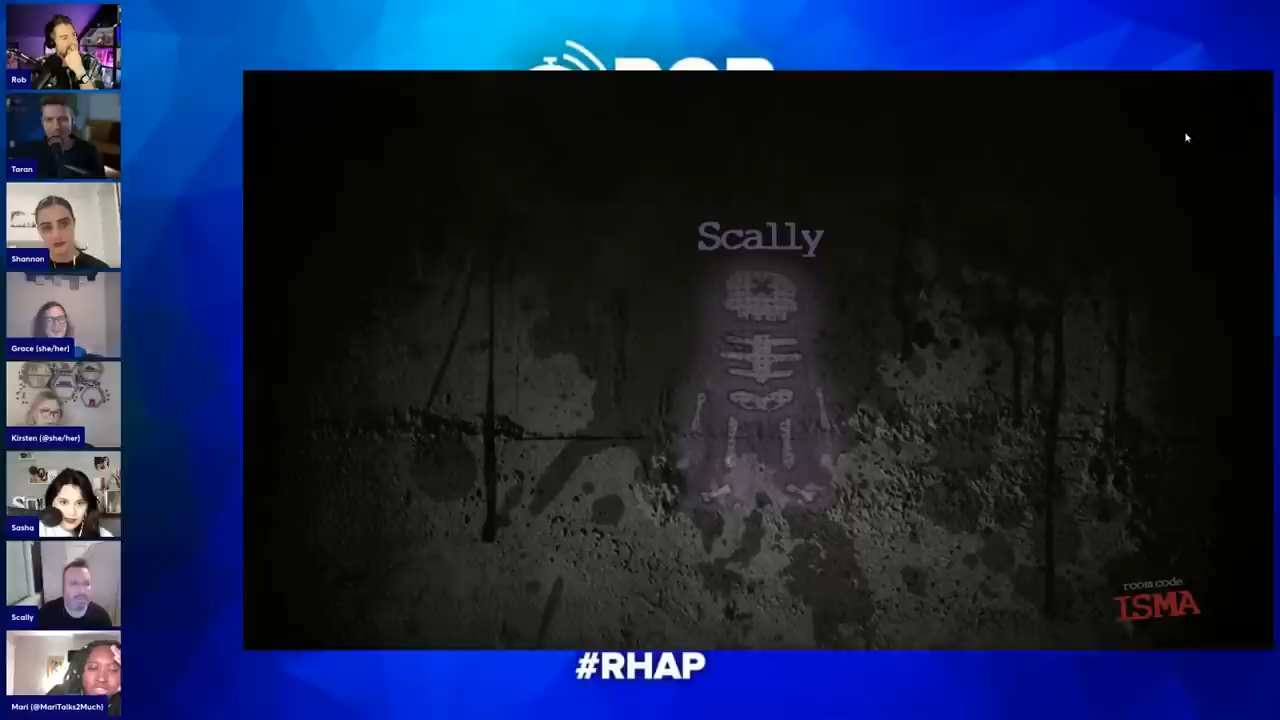 Rob
Taran
Shannon
Grace (she/her)
Kirsten (@she/her)
Sasha
Scally
Mari (@MariTalks2Much)
Scally
room code
ISMA
#RHAP